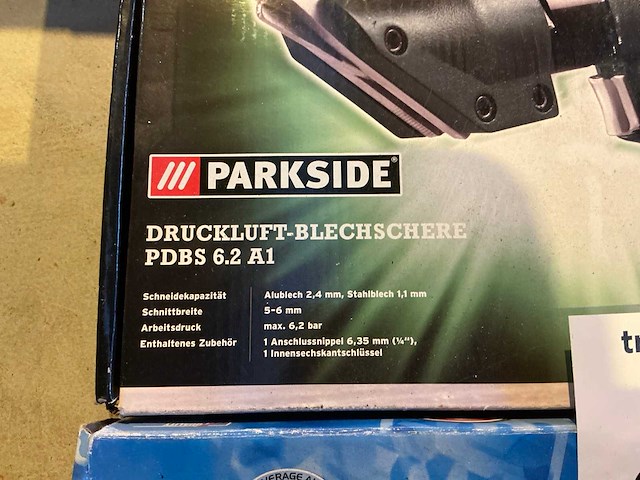 PARKSIDE®
DRUCKLUFT-BLECHSCHERE
PDBS 6.2 A1
Schneidekapazität Alublech 2,4 mm, Stahlblech 1,1 mm
Schnittbreite 5-6 mm
Arbeitsdruck max. 6,2 bar
Enthaltenes Zubehör 1 Anschlussnippel 6,35 mm (¼"),
1 Innensechskantschlüssel
tr